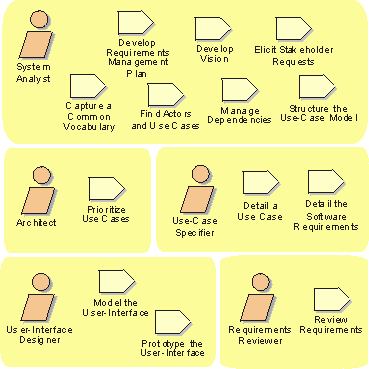 System
Analyst
Develop
Requirements
Management
Plan
Develop
Vision
Elicit Stakeholder
Requests
Capture a
Common
Vocabulary
Find Actors
and Use Cases
Manage
Dependencies
Structure the
Use-Case Model
Architect
Prioritize
Use Cases
Use-Case
Specifier
Detail a
Use Case
Detail the
Software
Requirements
User-Interface
Designer
Model the
User-Interface
Prototype the
User-Interface
Requirements
Reviewer
Review
Requirements